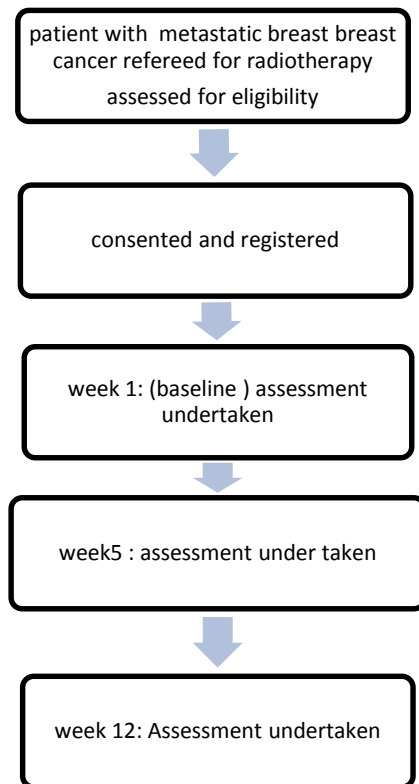 patient with metastatic breast breast
cancer refereed for radiotherapy
assessed for eligibility
consented and registered
week 1: (baseline ) assessment
undertaken
week5 : assessment under taken
week 12: Assessment undertaken